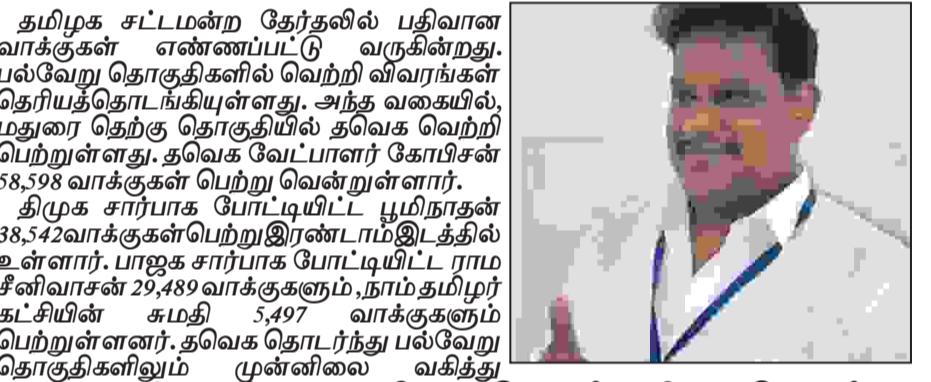 தமிழக சட்டமன்ற தேர்தலில் பதிவான
வாக்குகள் எண்ணப்பட்டு வருகின்றது.
பல்வேறு தொகுதிகளில் வெற்றி விவரங்கள்
தெரியத்தொடங்கியுள்ளது. அந்த வகையில்,
மதுரை தெற்கு தொகுதியில் தவெக வெற்றி
பெற்றுள்ளது. தவெக வேட்பாளர் கோபிசன்
58,598 வாக்குகள் பெற்று வென்றுள்ளார்.
திமுக சார்பாக போட்டியிட்ட பூமிநாதன்
38,542வாக்குகள்பெற்றுஇரண்டாம்இடத்தில்
உள்ளார். பாஜக சார்பாக போட்டியிட்ட ராம
சீனிவாசன் 29,489 வாக்குகளும் ,நாம் தமிழர்
கட்சியின் சுமதி 5,497 வாக்குகளும்
பெற்றுள்ளனர். தவெக தொடர்ந்து பல்வேறு
தொகுதிகளிலும் முன்னிலை வகித்து